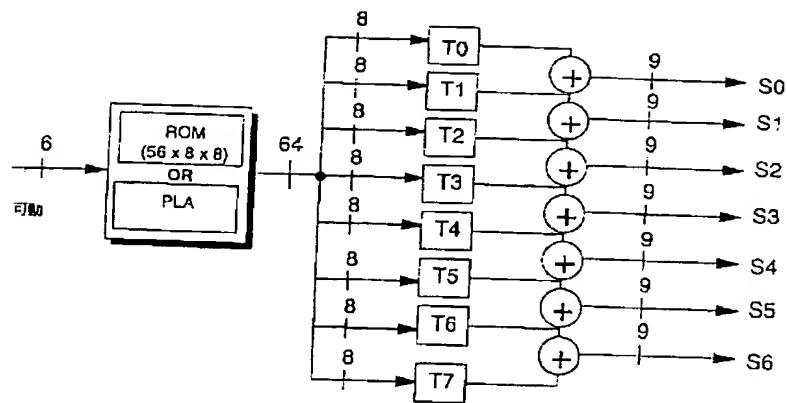 8
T0
9
S0
8
T1
9
S1
ROM
(56 x 8 x 8)
OR
PLA
6
可動
64
8
T2
9
S2
8
T3
9
S3
8
T4
9
S4
8
T5
9
S5
8
T6
9
S6
8
T7